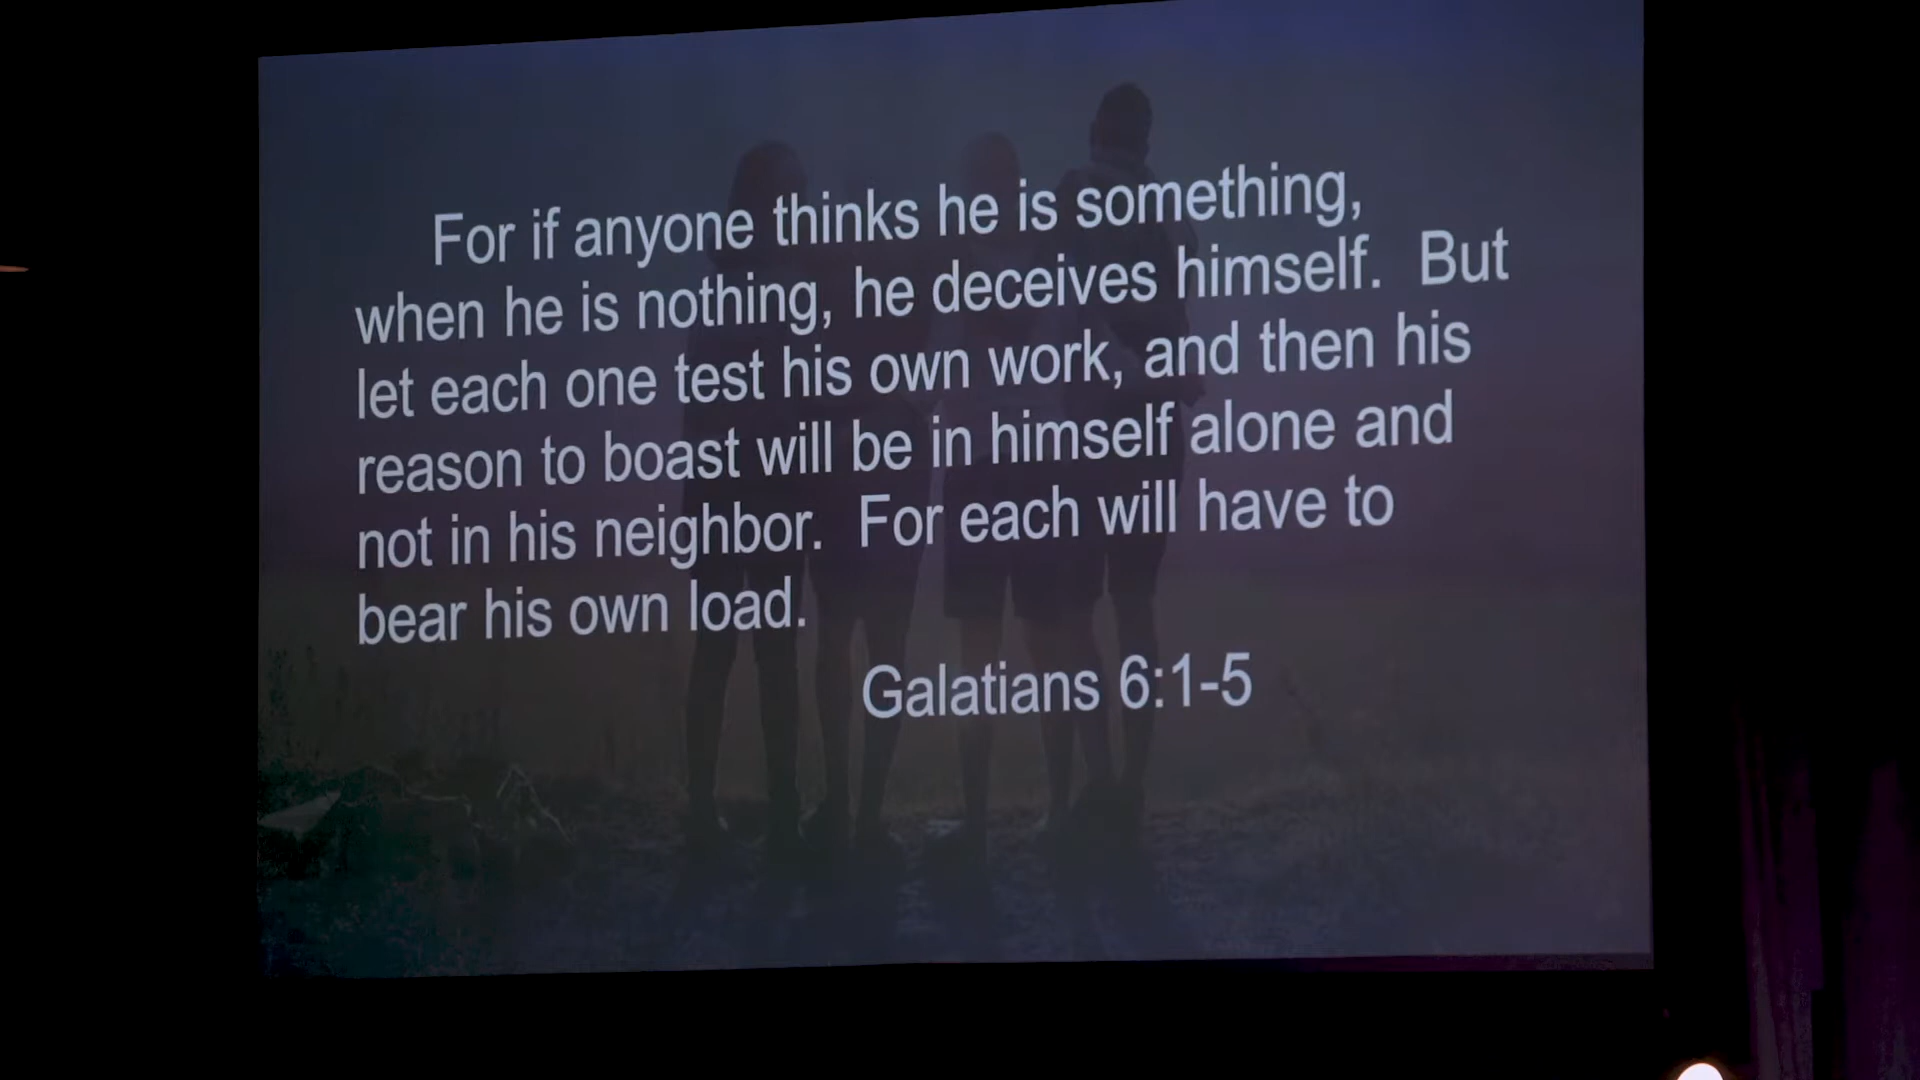 For if anyone thinks he is something,
when he is nothing, he deceives himself. But
let each one test his own work, and then his
reason to boast will be in himself alone and
not in his neighbor. For each will have to
bear his own load.
Galatians 6:1-5